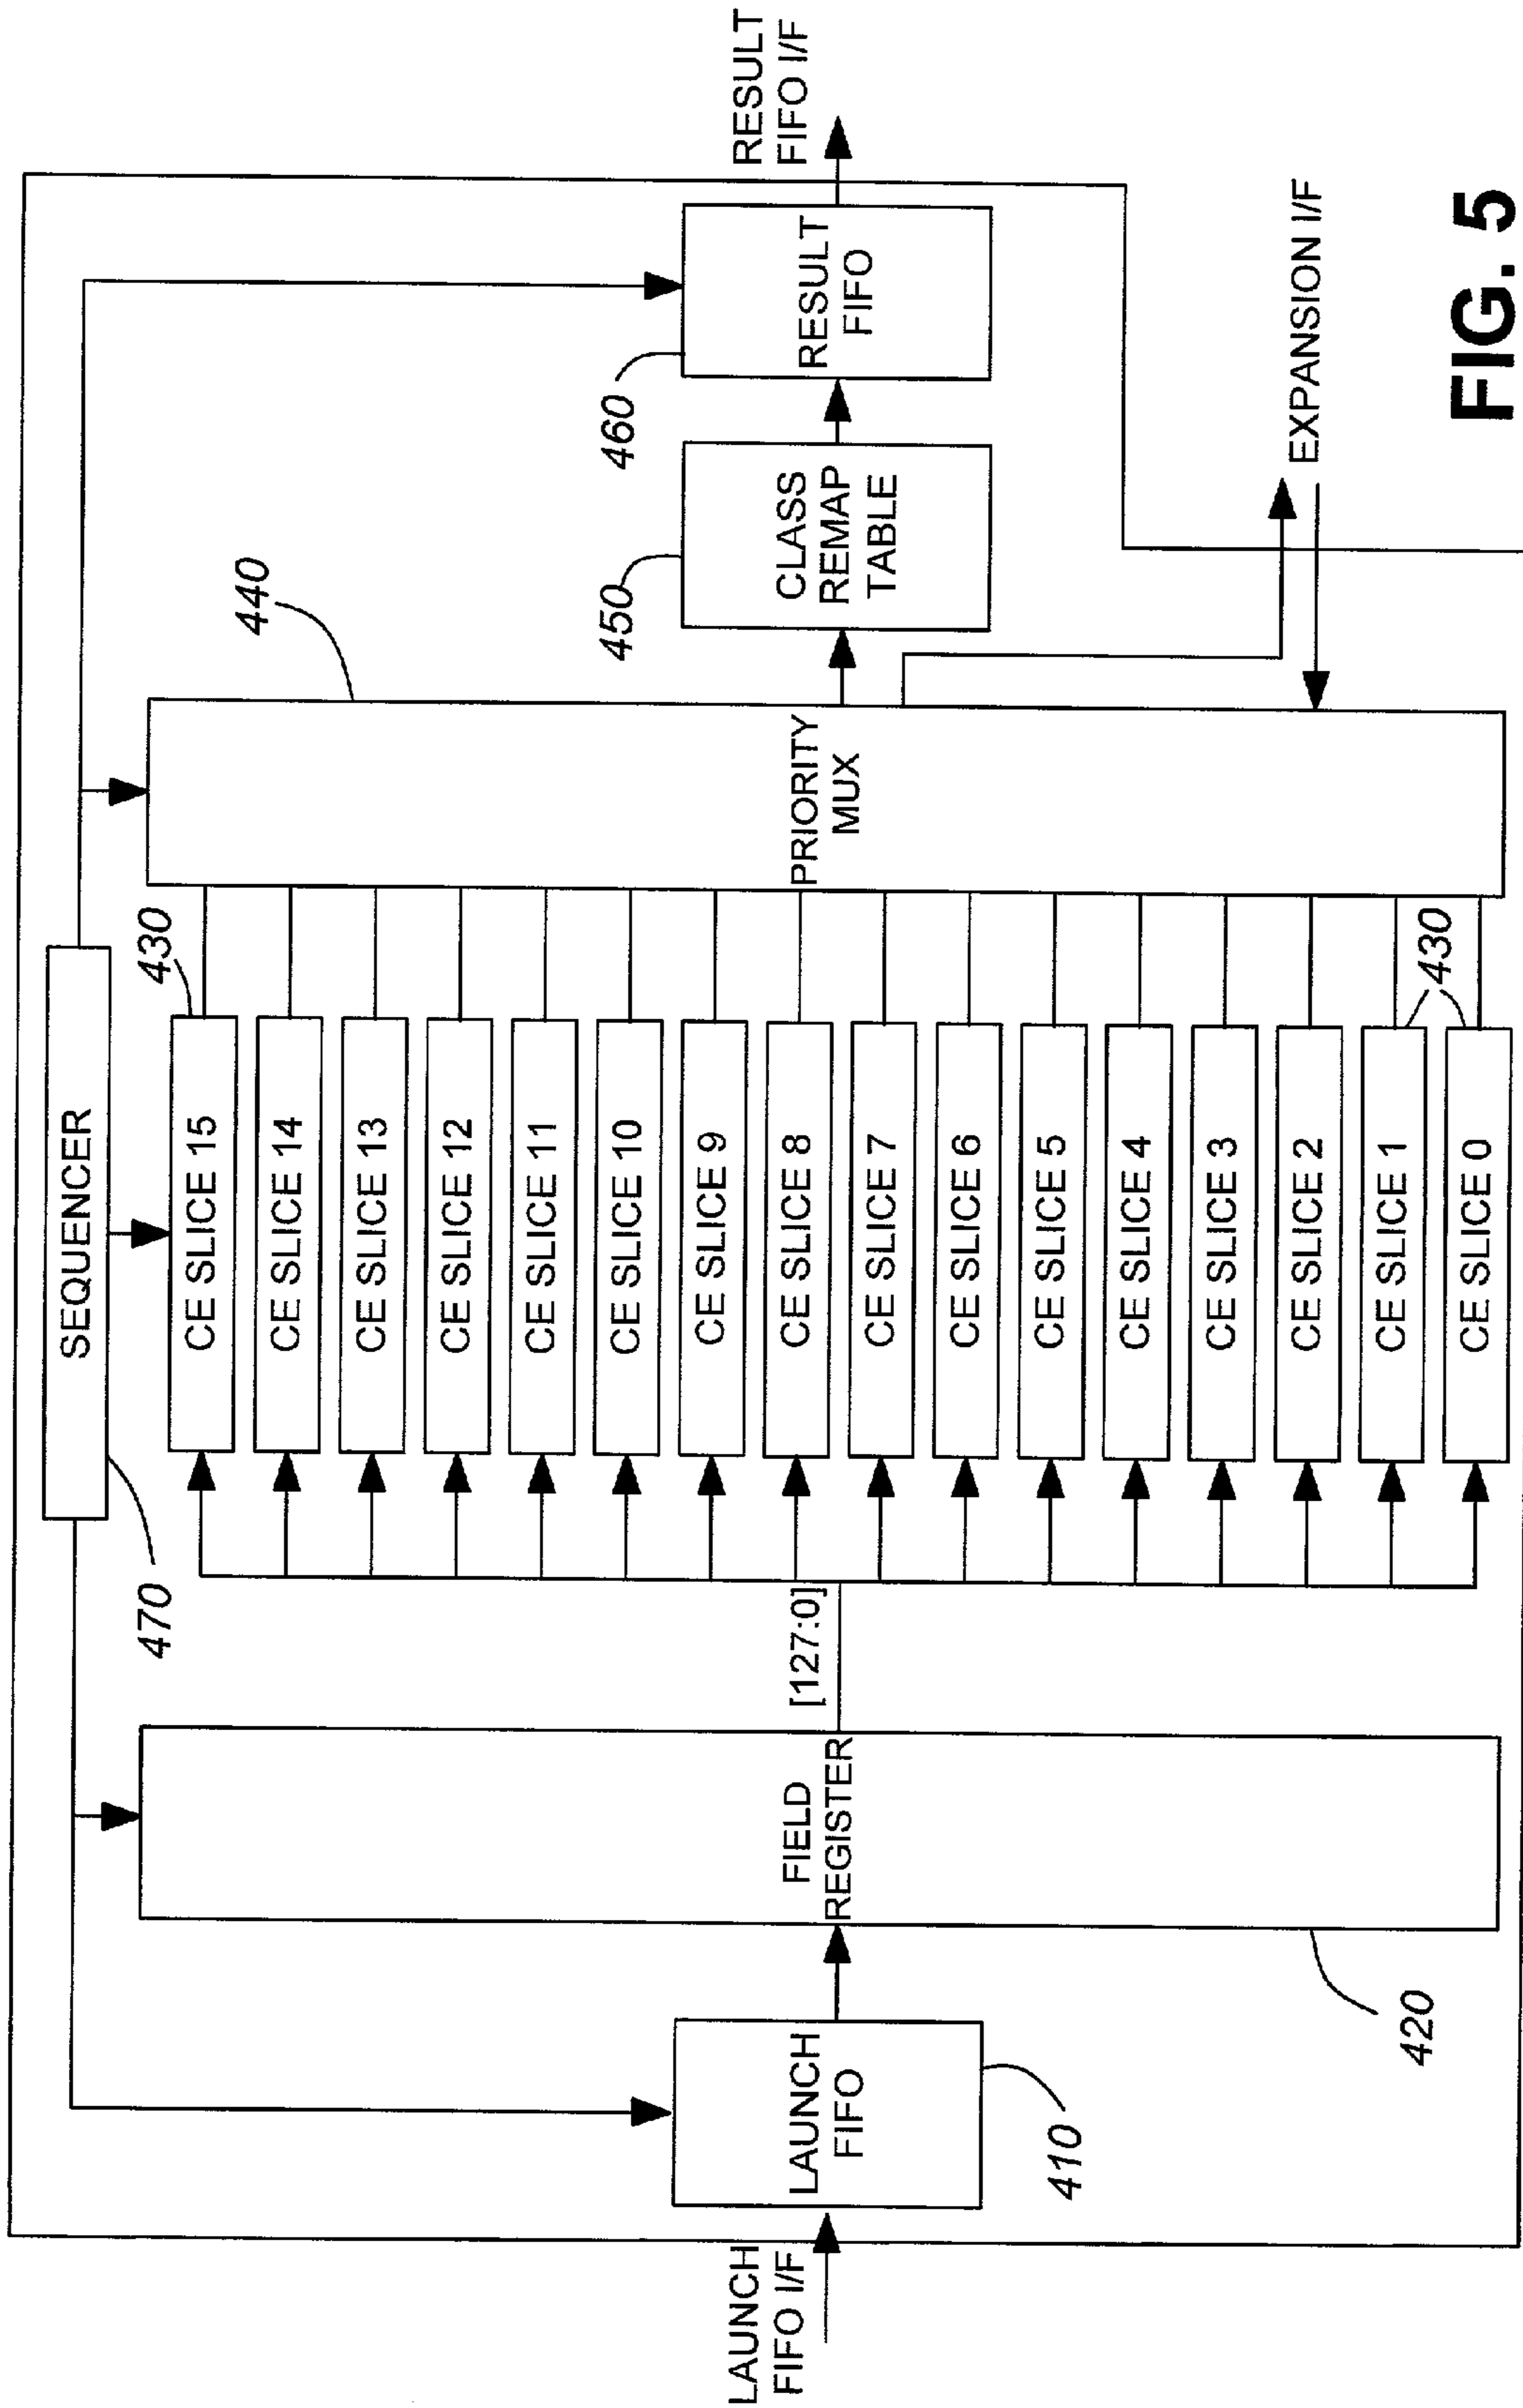 SEQUENCER
470
LAUNCH
FIFO I/F
LAUNCH
FIFO
410
FIELD
REGISTER
420
[127:0]
CE SLICE 15
CE SLICE 14
CE SLICE 13
CE SLICE 12
CE SLICE 11
CE SLICE 10
CE SLICE 9
CE SLICE 8
CE SLICE 7
CE SLICE 6
CE SLICE 5
CE SLICE 4
CE SLICE 3
CE SLICE 2
CE SLICE 1
CE SLICE 0
430
430
PRIORITY
MUX
440
CLASS
REMAP
TABLE
450
RESULT
FIFO
460
RESULT
FIFO I/F
EXPANSION I/F
FIG. 5